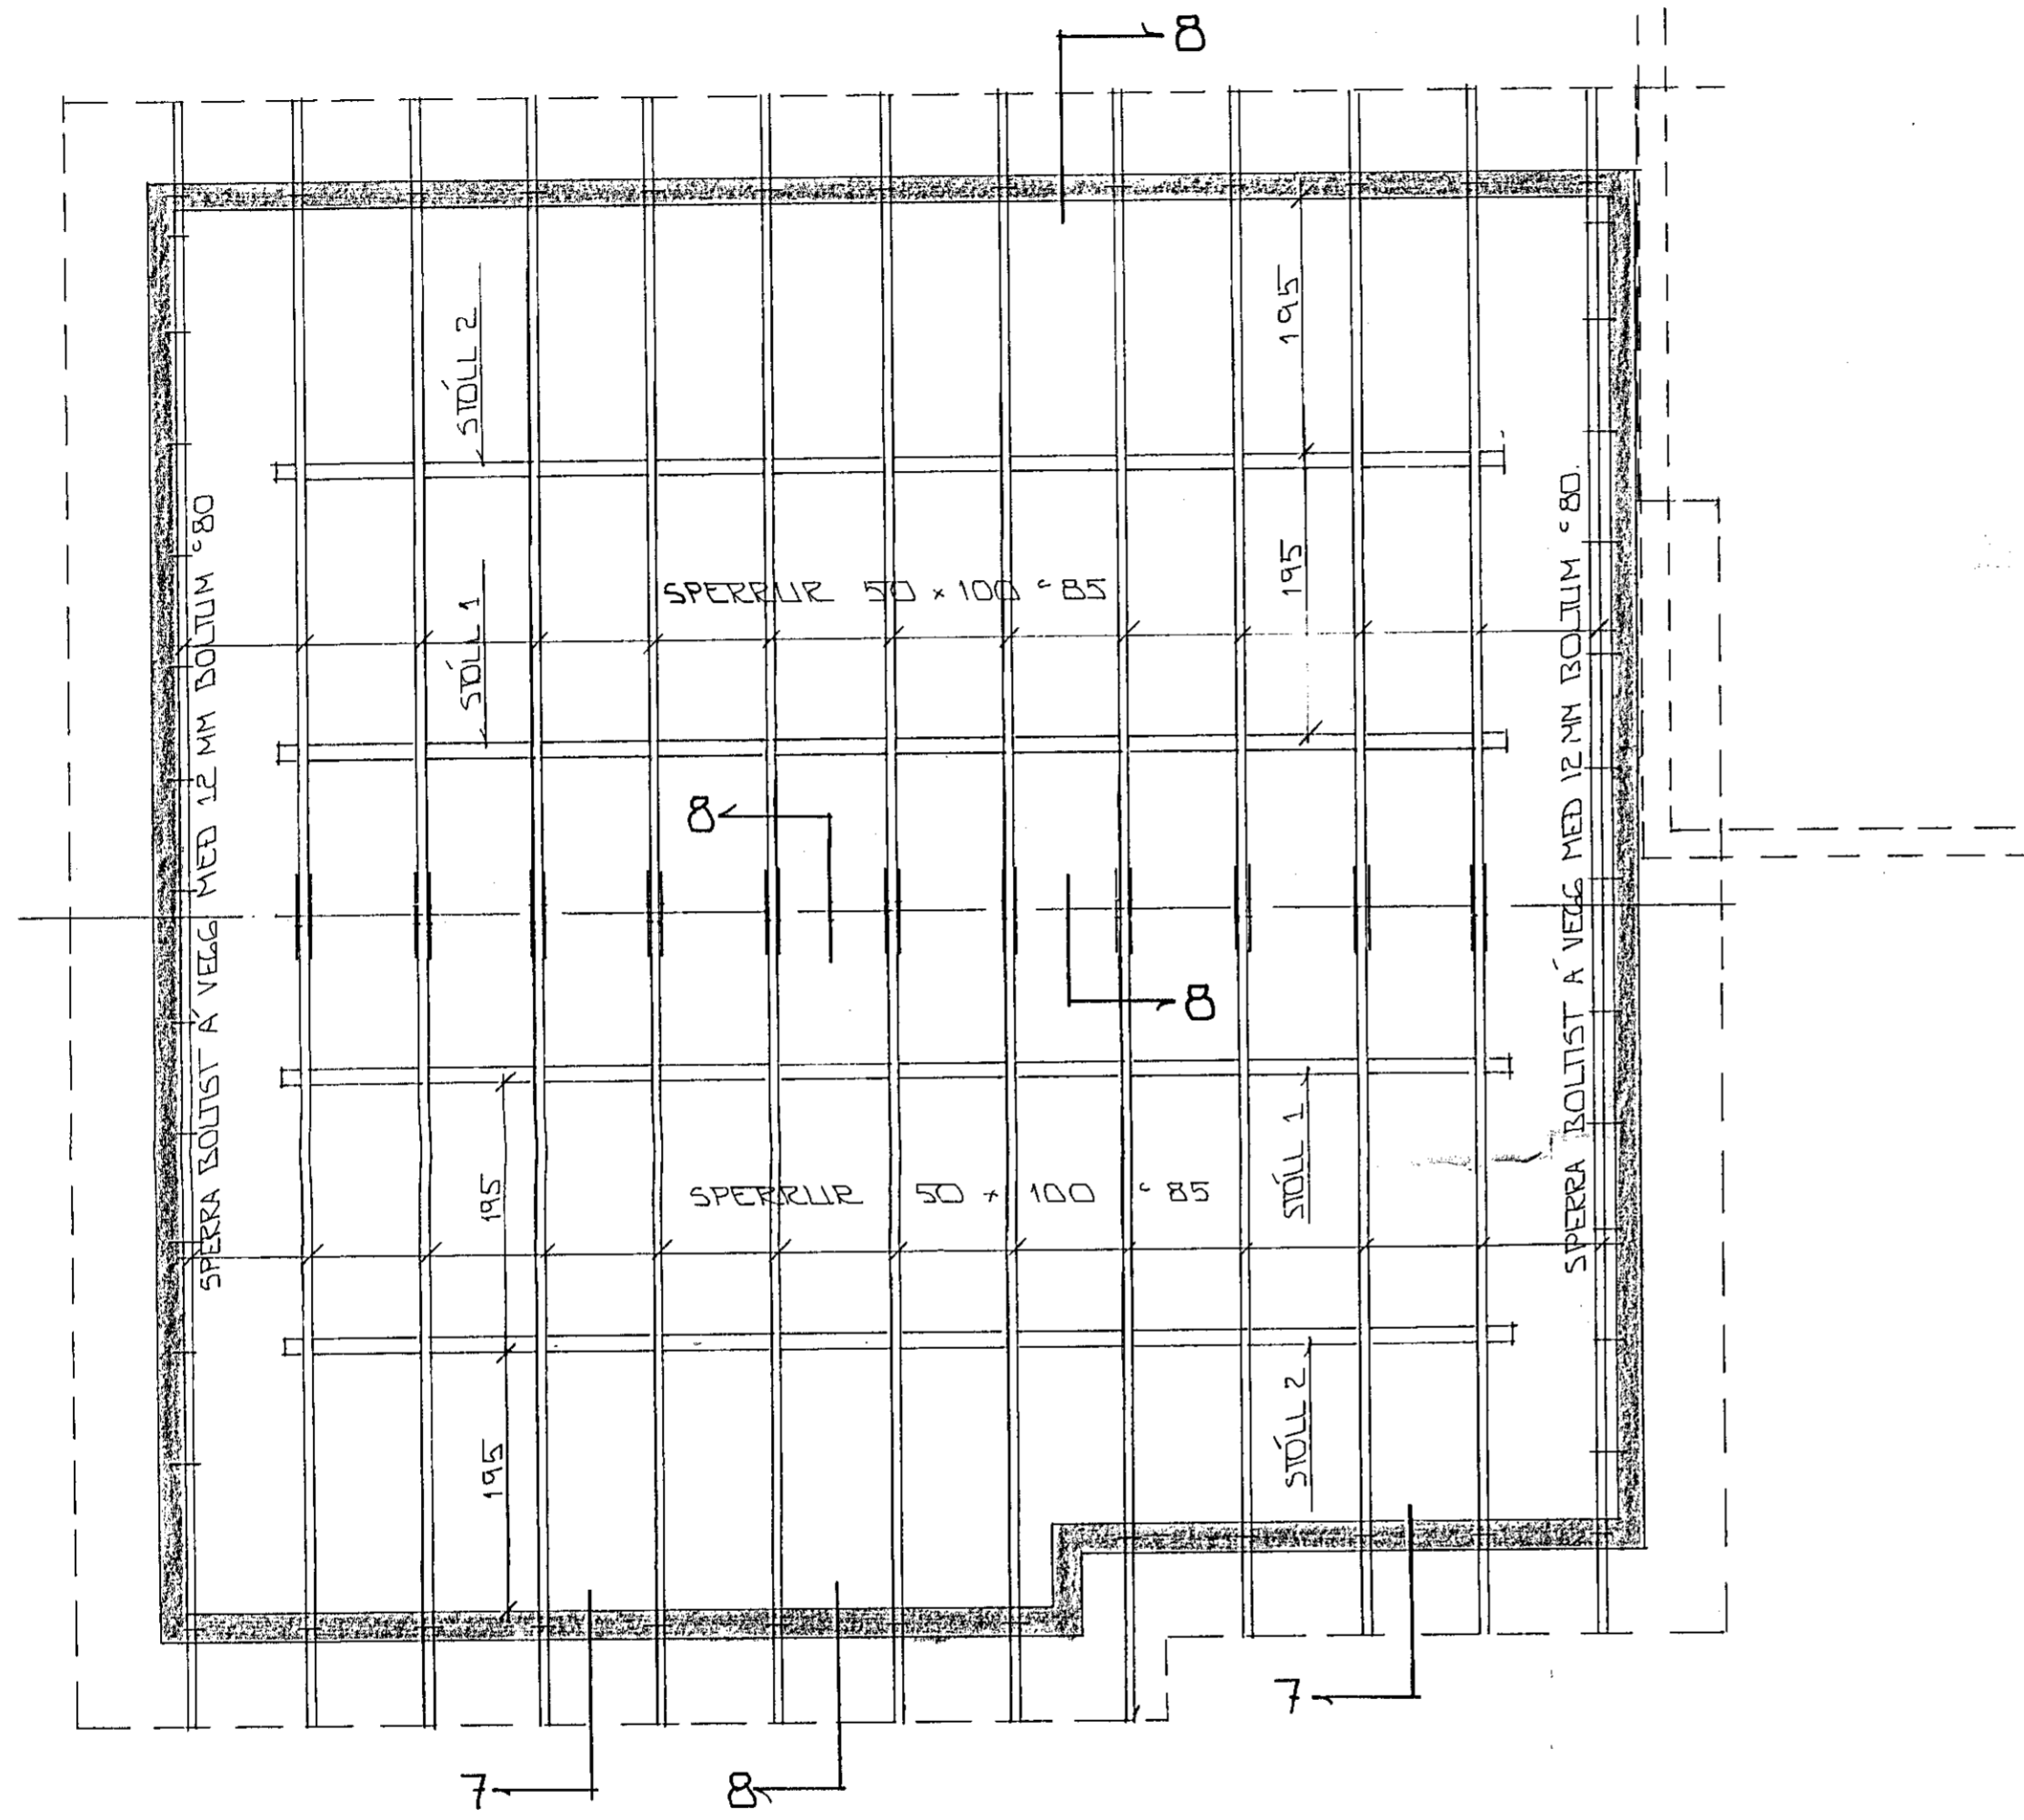 8
STÓLL 2
195
SPERRA BOLTIST Á VEGG MED 12 MM BOLTUM c 80
SPERRUR 50 × 100 c 85
195
SPERRA BOLTIST Á VEGG MED 12 MM BOLTUM c 80.
STÓLL 1
8
8
195
SPERRUR 50 × 100 c 85
STÓLL 1
195
STÓLL 2
7
7
8